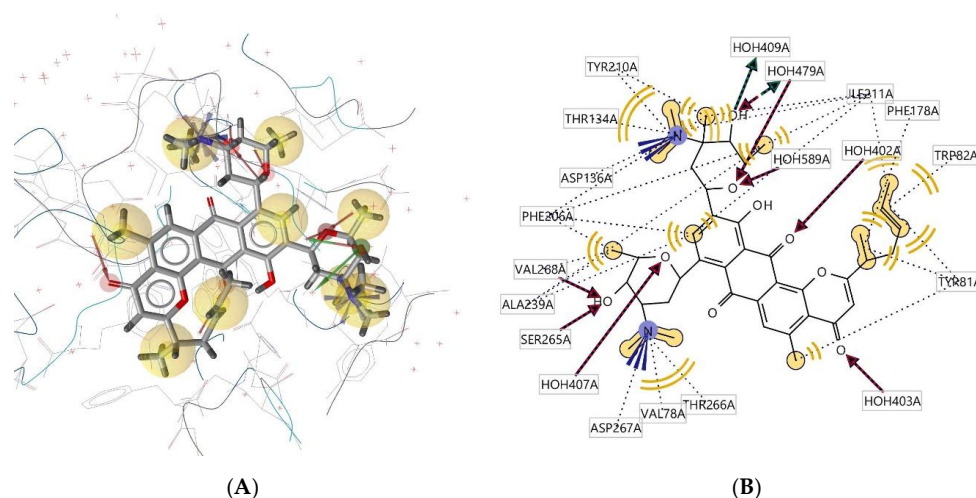 HOH409A
TYR210A
HOH479A
OH
ILE211A
PHE178A
THR134A
N
HOH402A
TRP82A
HOH589A
ASP136A
O
PHE206A
OH
O
O
VAL268A
O
TYR81A
ALA239A
HO
O
SER265A
N
O
HOH407A
THR266A
HOH403A
VAL78A
ASP267A
(A)
(B)